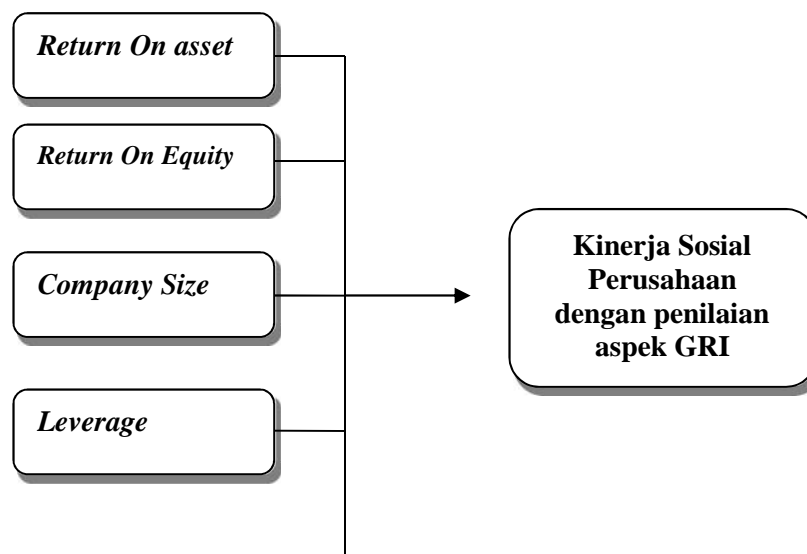 Return On asset
Return On Equity
Company Size
Leverage
Kinerja Sosial
Perusahaan
dengan penilaian
aspek GRI